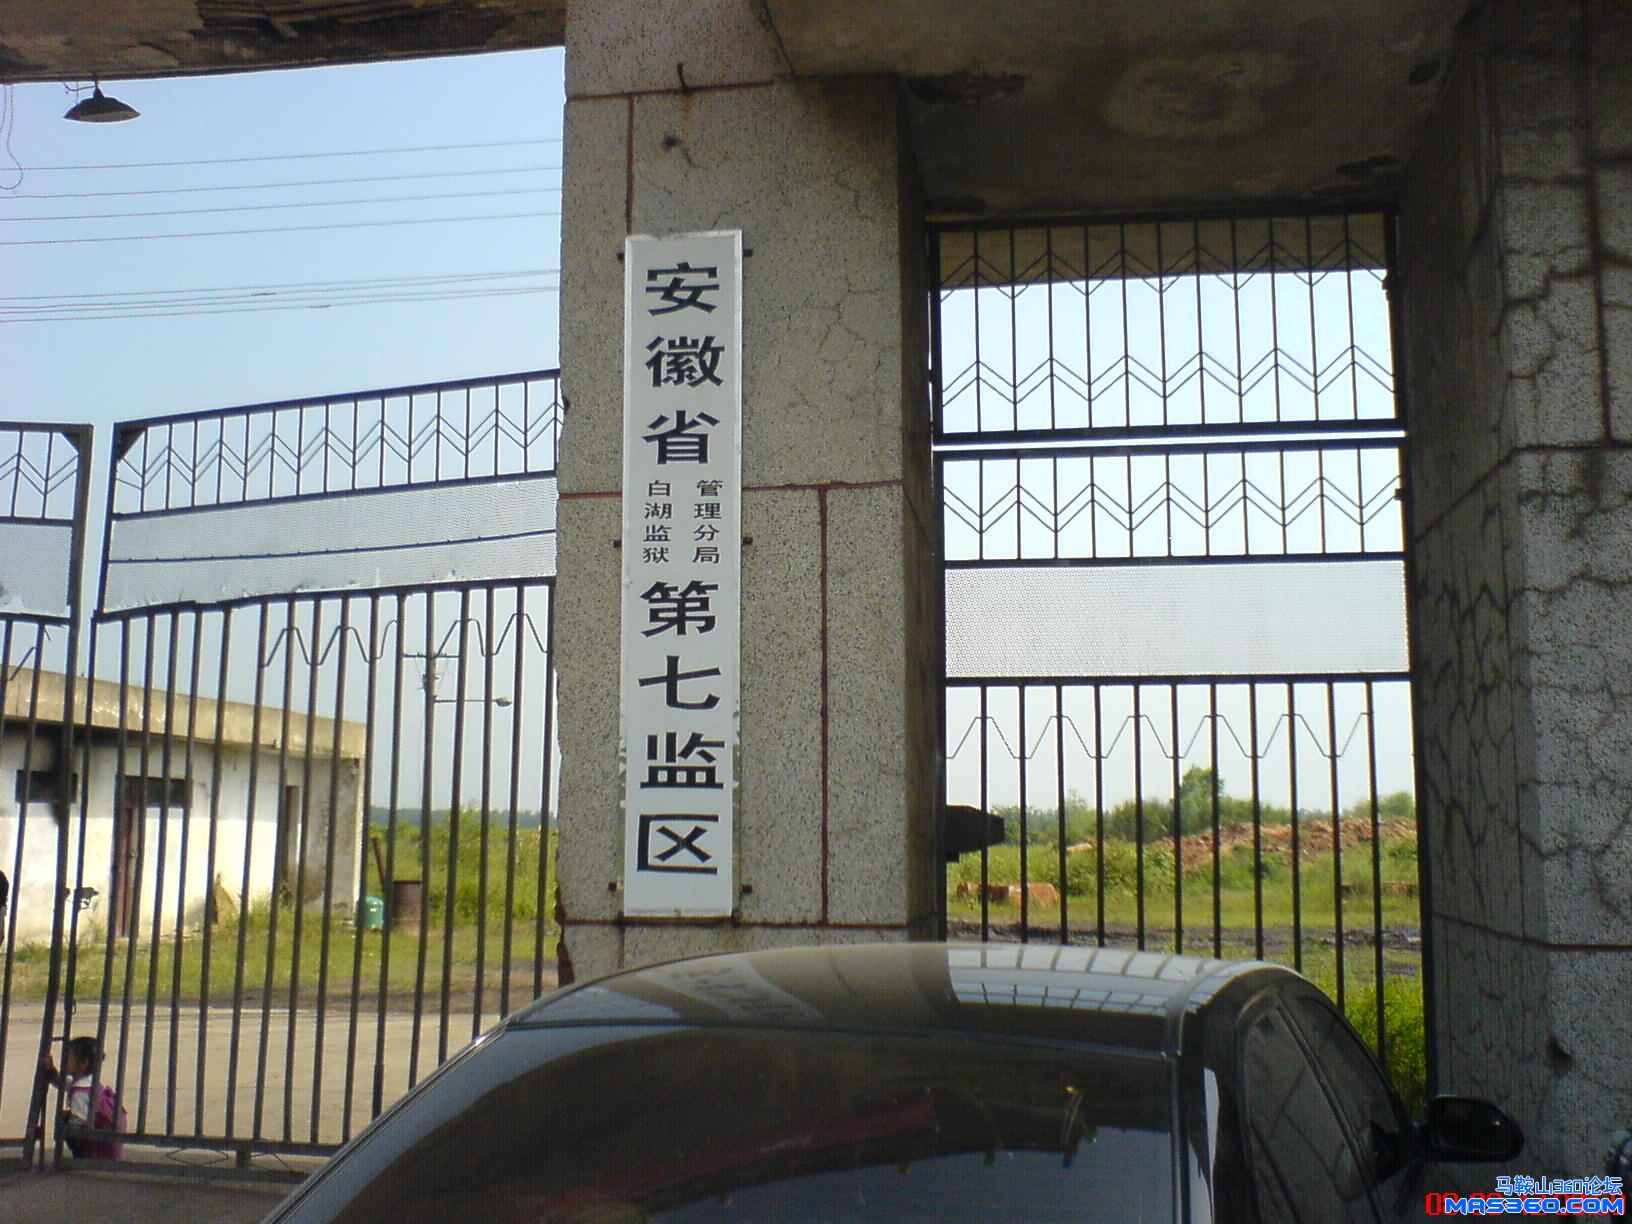 安徽省
白湖监狱
管理分局
第七监区
马鞍山360论坛
MAS360.COM